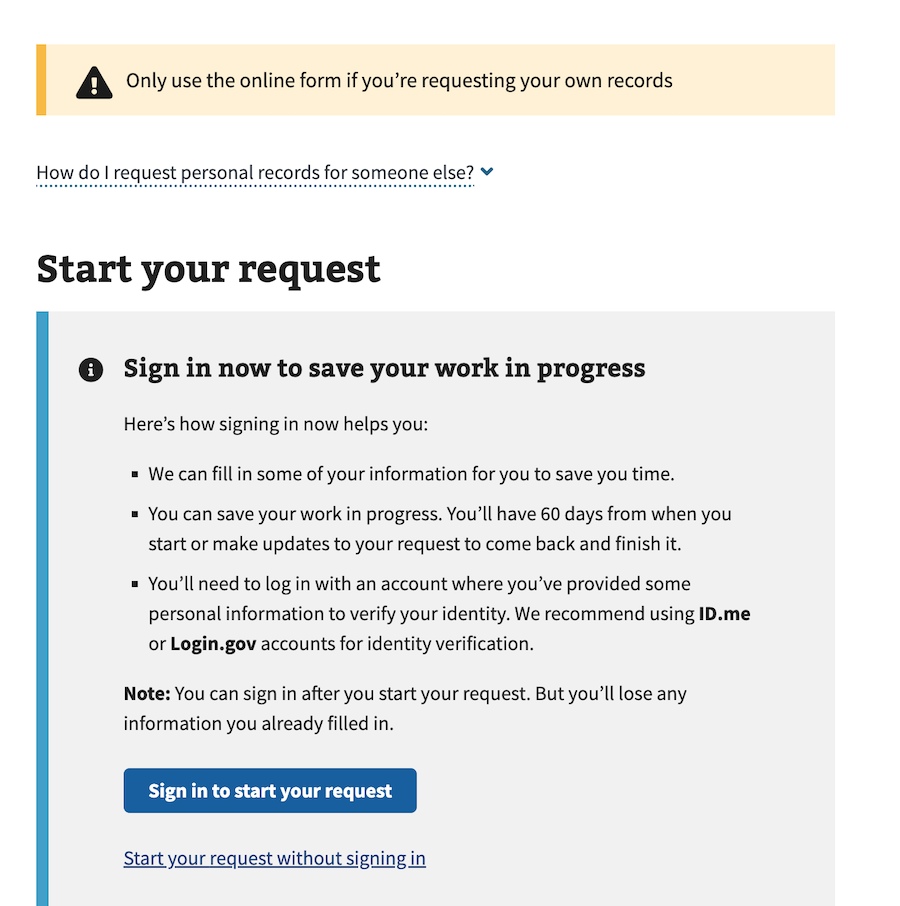 Only use the online form if you’re requesting your own records
How do I request personal records for someone else?
Start your request
Sign in now to save your work in progress
Here’s how signing in now helps you:
We can fill in some of your information for you to save you time.
You can save your work in progress. You’ll have 60 days from when you
start or make updates to your request to come back and finish it.
You’ll need to log in with an account where you’ve provided some
personal information to verify your identity. We recommend using ID.me
or Login.gov accounts for identity verification.
Note: You can sign in after you start your request. But you’ll lose any
information you already filled in.
Sign in to start your request
Start your request without signing in